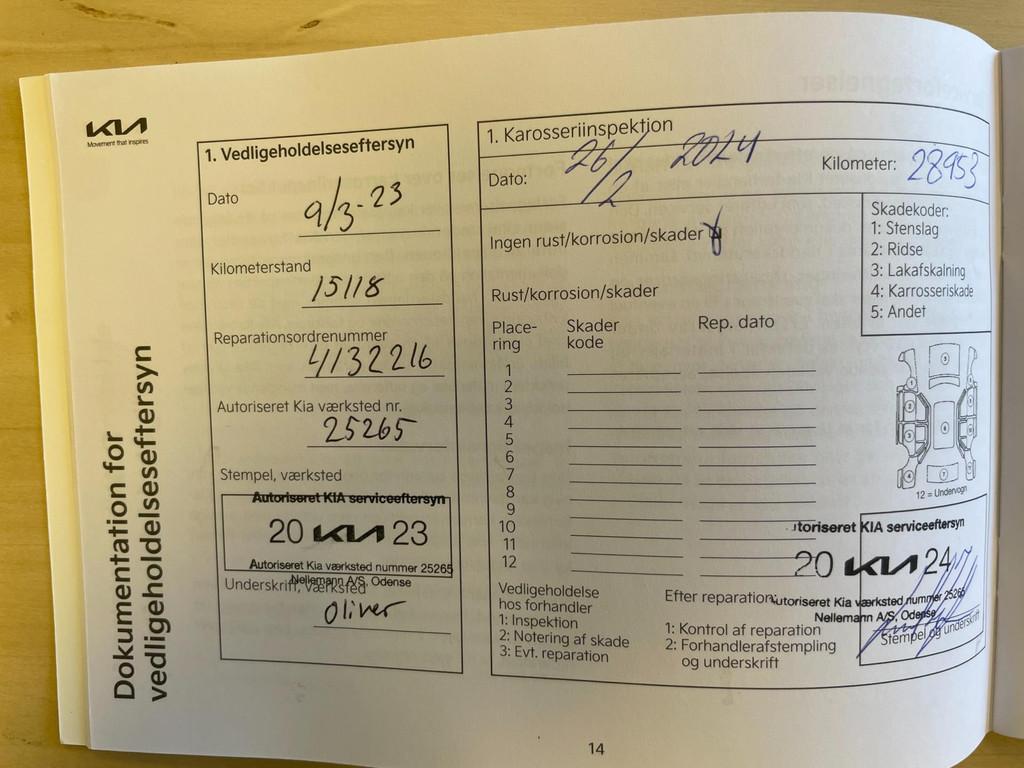 KIA
Movement that inspires
Dokumentation for
vedligeholdelseseftersyn
1. Vedligeholdelseseftersyn
Dato
9/3-23
Kilometerstand
15118
Reparationsordrenummer
4132216
Autoriseret Kia værksted nr.
25265
Stempel, værksted
Autoriseret KIA serviceeftersyn
20 KIA 23
Autoriseret Kia værksted nummer 25265
Nellemann A/S, Odense
Underskrift, værksted
Oliver
1. Karosseriinspektion
Dato: 26/2 2024
Kilometer: 28953
Ingen rust/korrosion/skader
Skadekoder:
1: Stenslag
2: Ridse
3: Lakafskalning
4: Karrosseriskade
5: Andet
Rust/korrosion/skader
Place-
ring
Skader
kode
Rep. dato
1
2
3
4
5
6
7
8
9
10
11
12
12 = Undervogn
Vedligeholdelse
hos forhandler
1: Inspektion
2: Notering af skade
3: Evt. reparation
Efter reparation:
1: Kontrol af reparation
2: Forhandlerafstempling
og underskrift
utoriseret KIA serviceeftersyn
20 KIA 24
utoriseret Kia værksted nummer 25265
Nellemann A/S, Odense
Stempel og underskrift
14